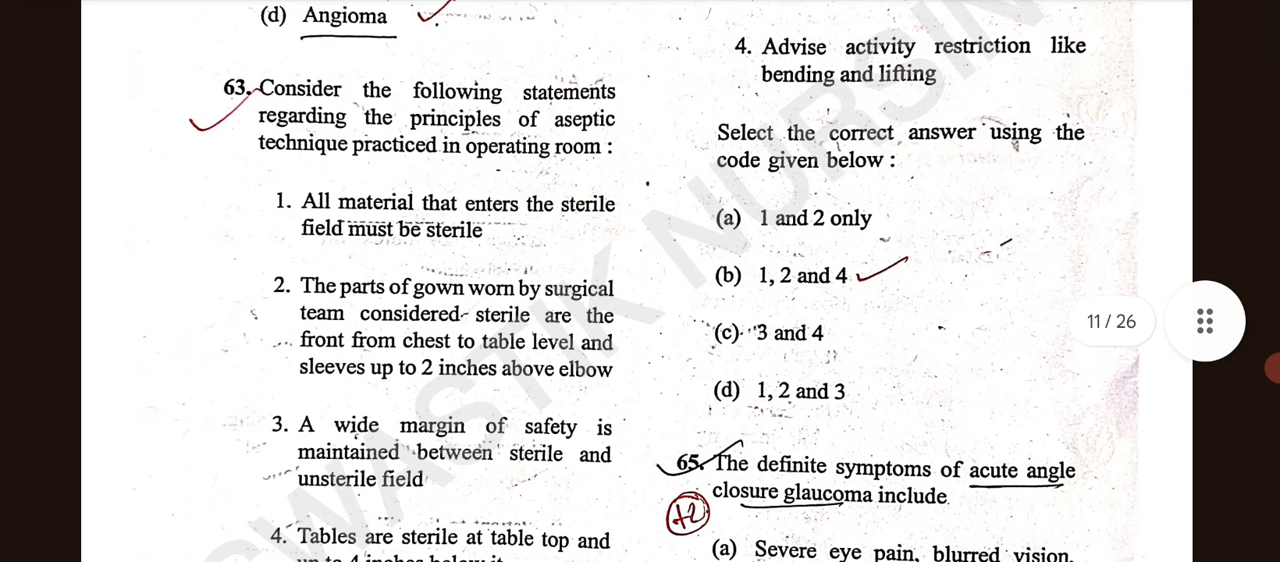 (d) Angioma
63. Consider the following statements
regarding the principles of aseptic
technique practiced in operating room :
1. All material that enters the sterile
field must be sterile
2. The parts of gown worn by surgical
team considered sterile are the
front from chest to table level and
sleeves up to 2 inches above elbow
3. A wide margin of safety is
maintained between sterile and
unsterile field
4. Tables are sterile at table top and
4. Advise activity restriction like
bending and lifting
Select the correct answer using the
code given below :
(a) 1 and 2 only
(b) 1, 2 and 4
(c) 3 and 4
(d) 1, 2 and 3
65. The definite symptoms of acute angle
closure glaucoma include
+2
(a) Severe eye pain, blurred vision,
11 / 26
SWASTIK NURSIN